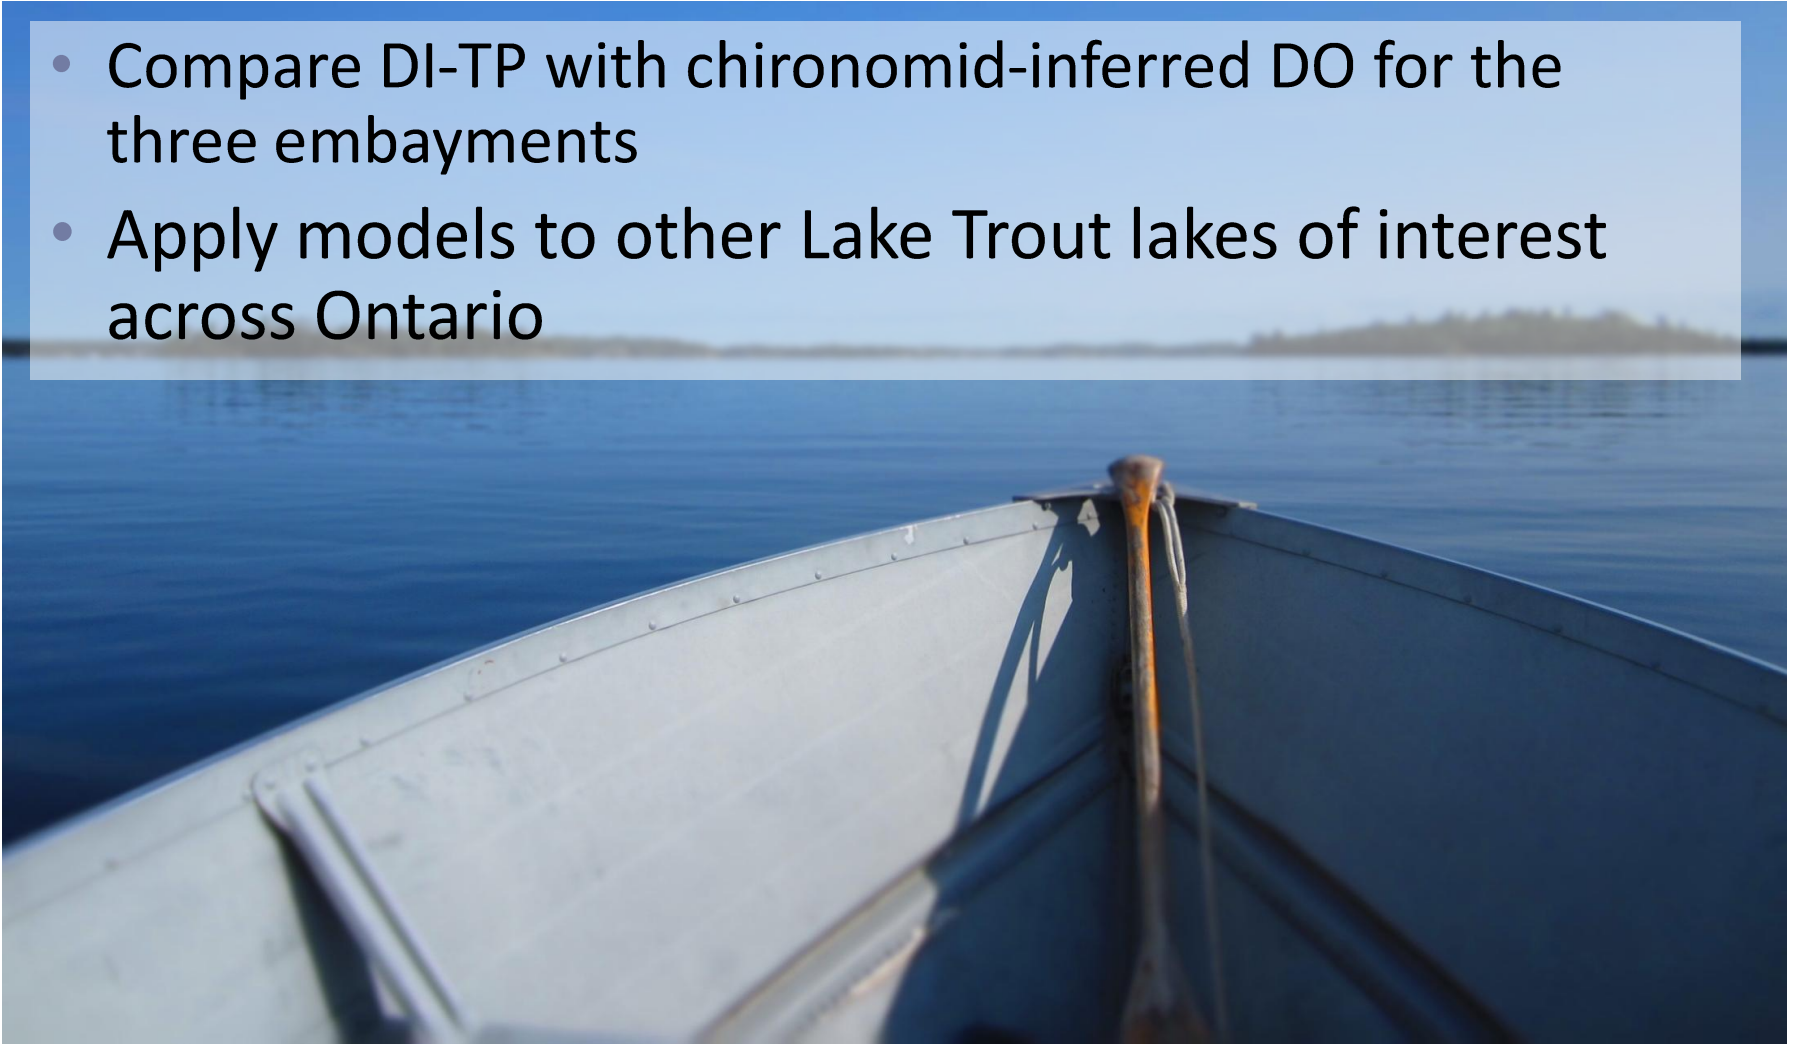 • Compare DI-TP with chironomid-inferred DO for the
three embayments
• Apply models to other Lake Trout lakes of interest
across Ontario